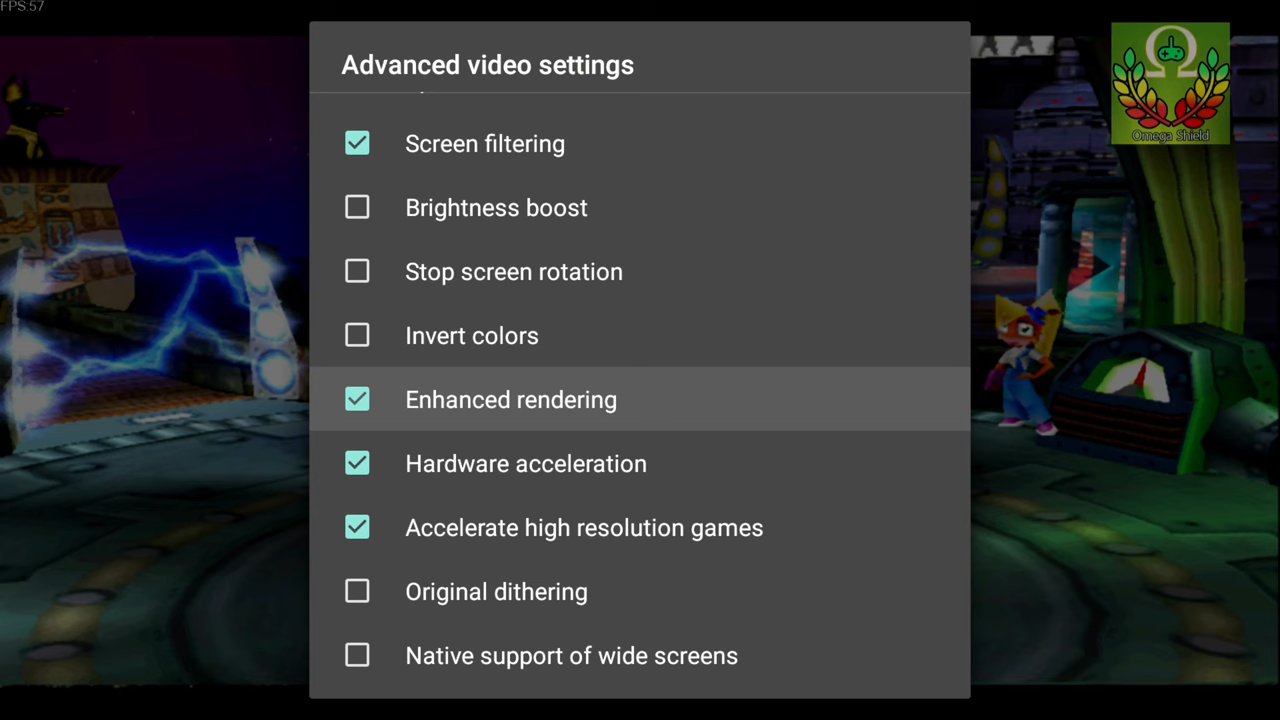 FPS:57
Advanced video settings
Screen filtering
Brightness boost
Stop screen rotation
Invert colors
Enhanced rendering
Hardware acceleration
Accelerate high resolution games
Original dithering
Native support of wide screens
Ω
Omega Shield